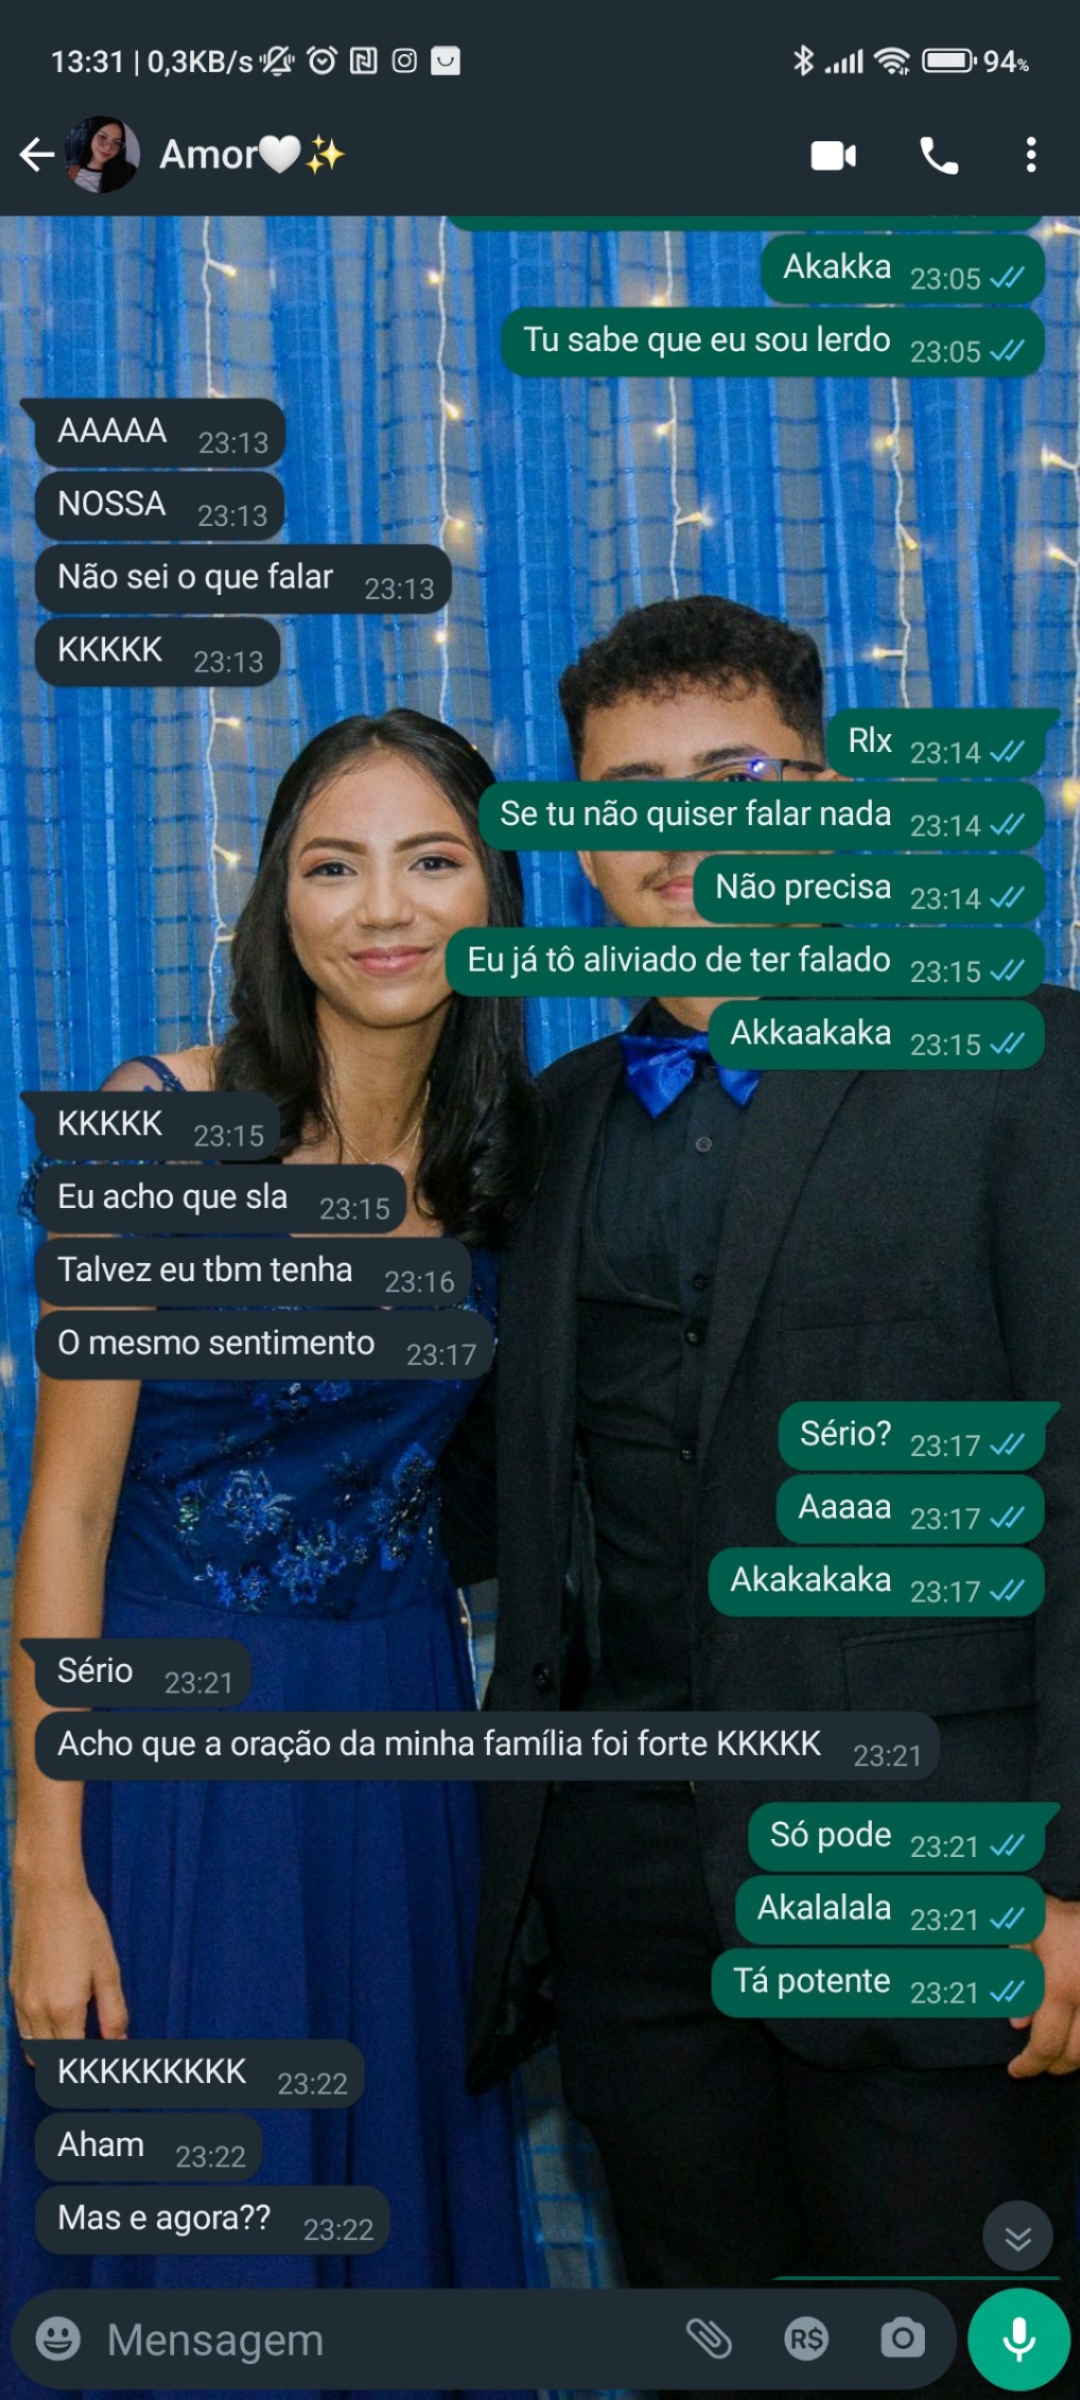 13:31 | 0,3KB/s
94%
Amor🤍✨
Akakka 23:05
Tu sabe que eu sou lerdo 23:05
AAAAA 23:13
NOSSA 23:13
Não sei o que falar 23:13
KKKKK 23:13
Rlx 23:14
Se tu não quiser falar nada 23:14
Não precisa 23:14
Eu já tô aliviado de ter falado 23:15
Akkaakaka 23:15
KKKKK 23:15
Eu acho que sla 23:15
Talvez eu tbm tenha 23:16
O mesmo sentimento 23:17
Sério? 23:17
Aaaaa 23:17
Akakakaka 23:17
Sério 23:21
Acho que a oração da minha família foi forte KKKKK 23:21
Só pode 23:21
Akalalala 23:21
Tá potente 23:21
KKKKKKKKK 23:22
Aham 23:22
Mas e agora?? 23:22
Mensagem
R$